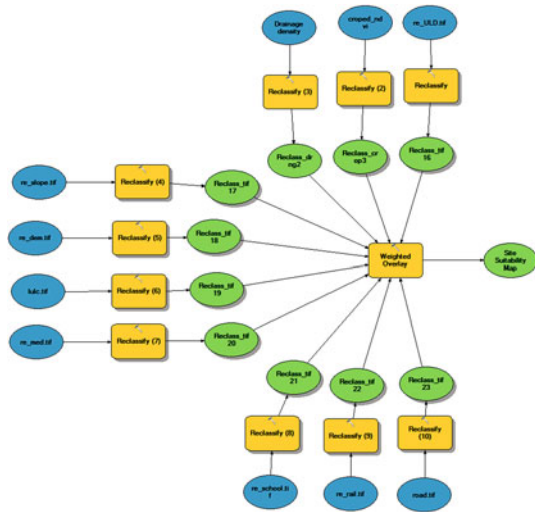 Drainage
density
cmped_nd
vi
re_ULD.tif
Reclassify (3)
Reclassify (2)
Reclassify
Reclass_dr
ng2
Reclass_cr
op3
Reclass_tif
16
re_slope.tif
Reclassify (4)
Reclass_tif
17
re_dem.tif
Reclassify (5)
Reclass_tif
18
Weighted
Overlay
Site
Suitability
Map
lulc.tif
Reclassify (6)
Reclass_tif
19
re_med.tif
Reclassify (7)
Reclass_tif
20
Reclass_tif
21
Reclass_tif
22
Reclass_tif
23
Reclassify (8)
Reclassify (9)
Reclassify
(10)
re_school.ti
f
re_rail.tif
road.tif